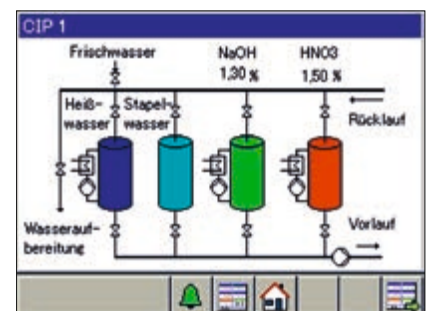 CIP 1
Frischwasser
NaOH
1,30 %
HNO3
1,50 %
Heiß-
wasser
Stapel-
wasser
Rücklauf
Wasserauf-
bereitung
Vorlauf